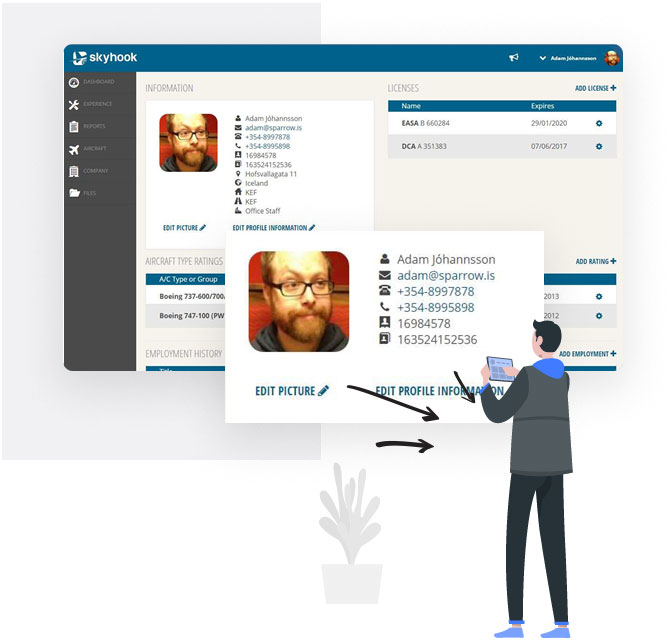 skyhook
Adam Jóhannsson
DASHBOARD
EXPERIENCE
REPORTS
AIRCRAFT
COMPANY
FILES
INFORMATION
Adam Jóhannsson
adam@sparrow.is
+354-8997878
+354-8995898
16984578
163524152536
Hofsvallagata 11
Iceland
KEF
KEF
Office Staff
EDIT PICTURE
EDIT PROFILE INFORMATION
LICENSES
ADD LICENSE
Name Expires
EASA B 660284 29/01/2020
DCA A 351383 07/06/2017
AIRCRAFT TYPE RATINGS
ADD RATING
A/C Type or Group
Boeing 737-600/700/ 2013
Boeing 747-100 (PW 2012
EMPLOYMENT HISTORY
ADD EMPLOYMENT
Title
Adam Jóhannsson
adam@sparrow.is
+354-8997878
+354-8995898
16984578
163524152536
EDIT PICTURE
EDIT PROFILE INFORMATION